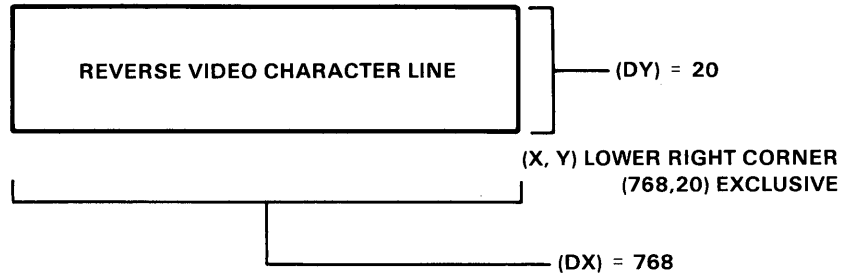 REVERSE VIDEO CHARACTER LINE
(DY) = 20
(X, Y) LOWER RIGHT CORNER
(768,20) EXCLUSIVE
(DX) = 768